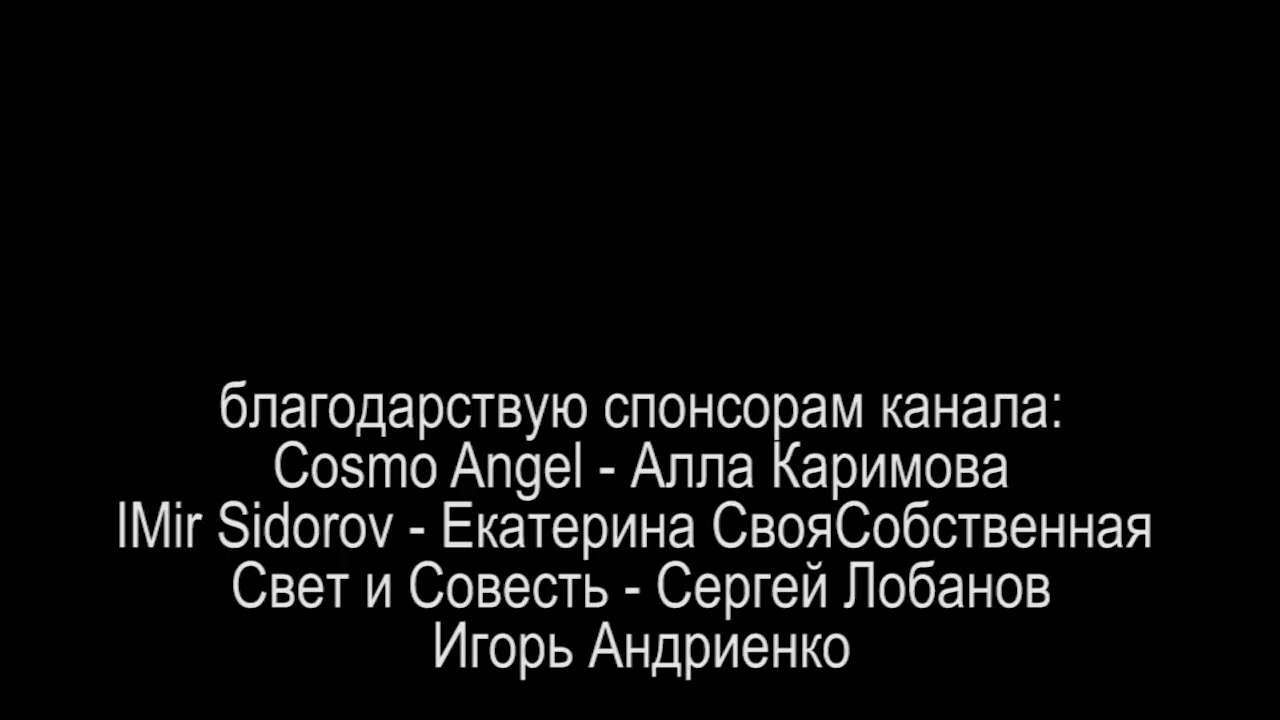 благодарствую спонсорам канала:
Cosmo Angel - Алла Каримова
IMir Sidorov - Екатерина СвояСобственная
Свет и Совесть - Сергей Лобанов
Игорь Андриенко